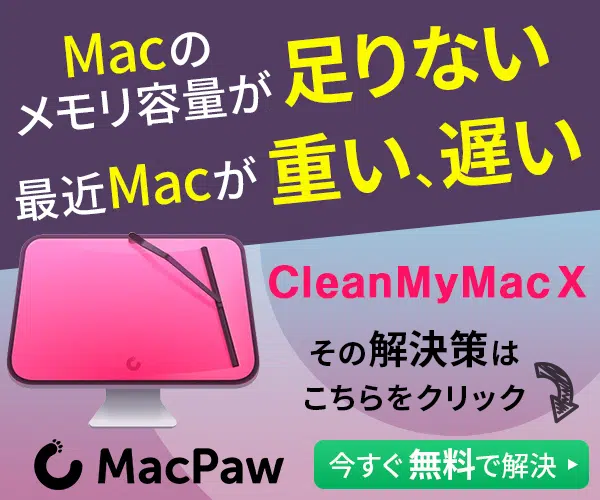 Macの
メモリ容量が 足りない
最近Macが 重い、遅い
CleanMyMac X
その解決策は
こちらをクリック
MacPaw
今すぐ無料で解決